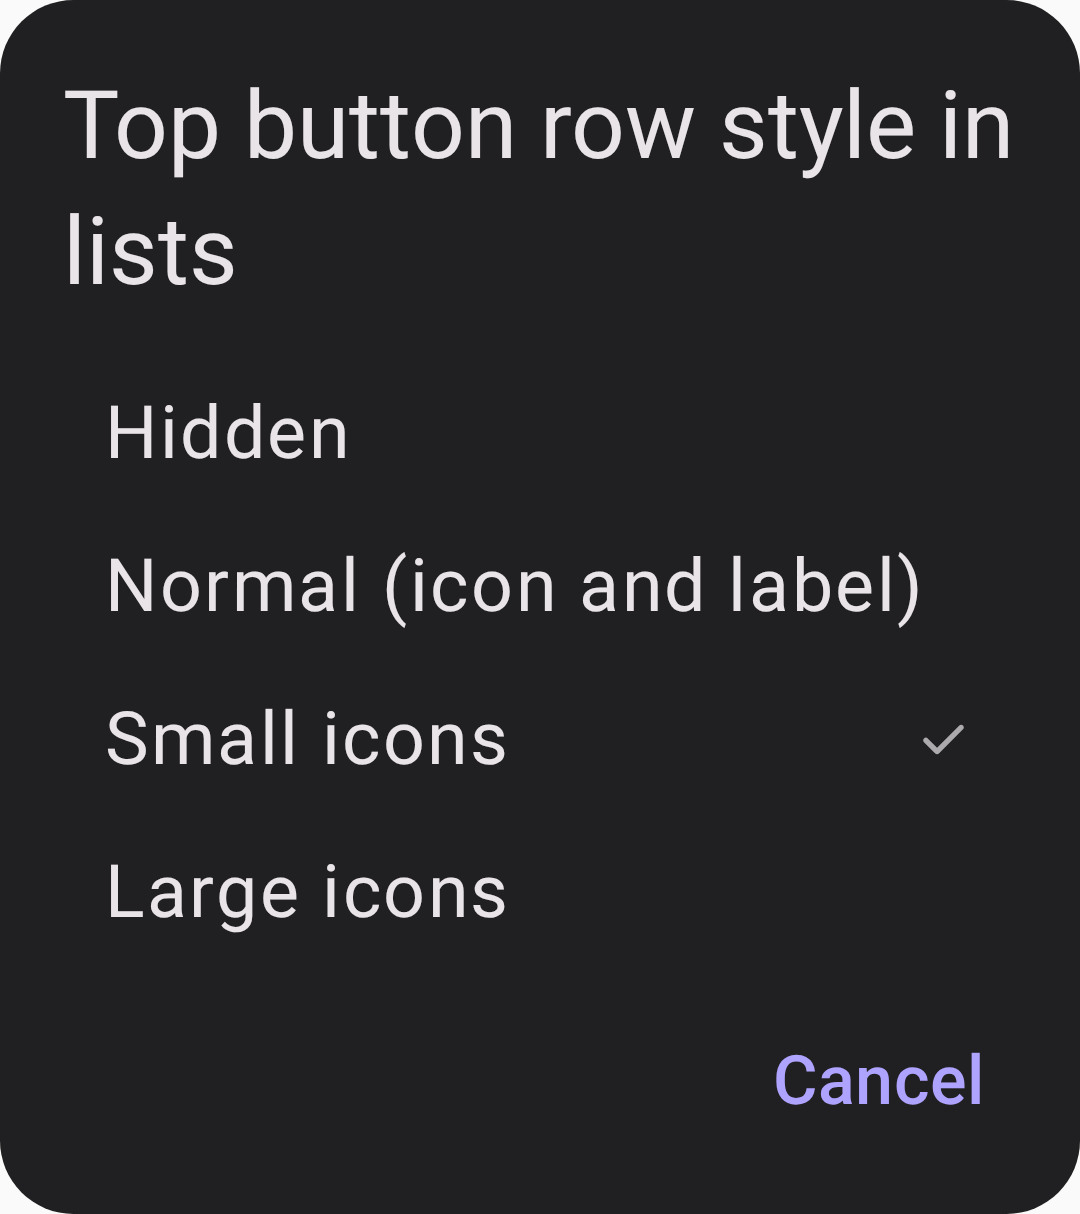 Top button row style in
lists
Hidden
Normal (icon and label)
Small icons
Large icons
Cancel